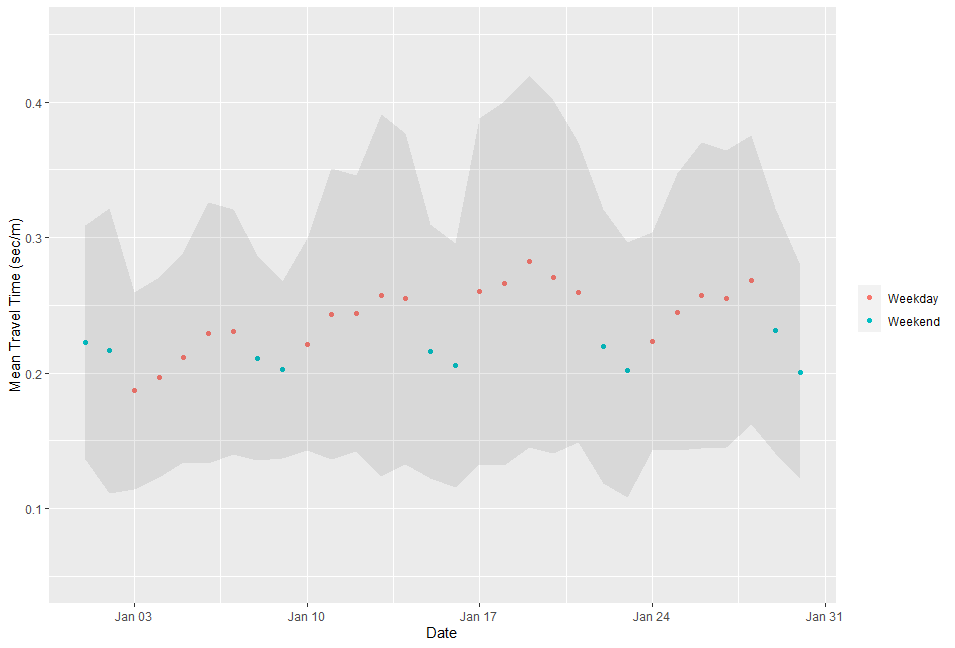 Mean Travel Time (sec/m)
0.4
0.3
0.2
0.1
Jan 03
Jan 10
Jan 17
Jan 24
Jan 31
Date
Weekday
Weekend